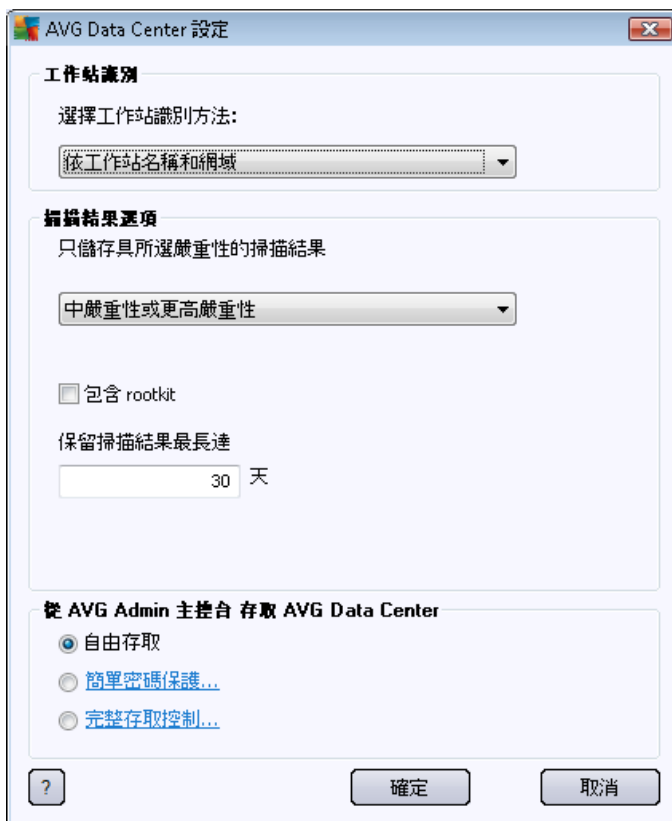 AVG Data Center 設定
工作站識別
選擇工作站識別方法:
依工作站名稱和網域
掃描結果選項
只儲存具所選嚴重性的掃描結果
中嚴重性或更高嚴重性
包含 rootkit
保留掃描結果最長達
30 天
從 AVG Admin 主控台 存取 AVG Data Center
自由存取
簡單密碼保護...
完整存取控制...
? 確定 取消